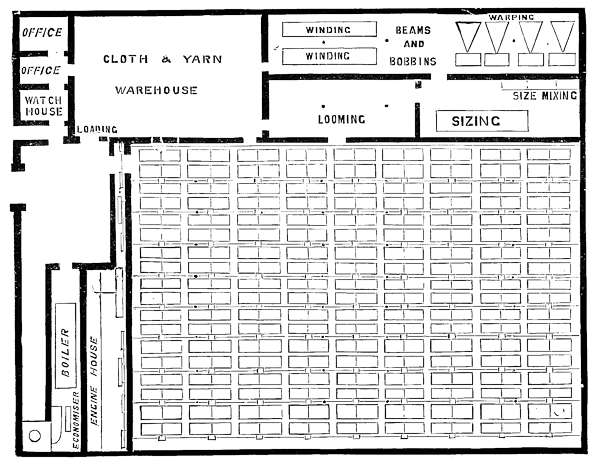 OFFICE
OFFICE
WATCH
HOUSE
LOADING
CLOTH & YARN
WAREHOUSE
WINDING
WINDING
BEAMS
AND
BOBBINS
WARPING
LOOMING
SIZE MIXING
SIZING
BOILER
ECONOMISER
ENGINE HOUSE